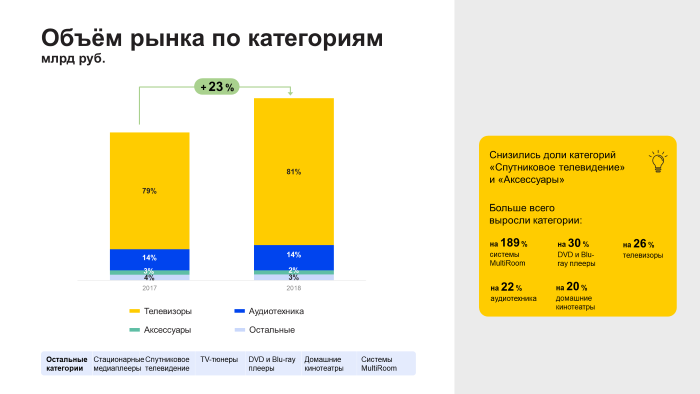 Объём рынка по категориям
млрд руб.
+ 23 %
79%
14%
3%
4%
2017
81%
14%
2%
3%
2018
Телевизоры
Аудиотехника
Аксессуары
Остальные
Остальные категории
Стационарные медиаплееры
Спутниковое телевидение
TV-тюнеры
DVD и Blu-ray плееры
Домашние кинотеатры
Системы MultiRoom
Снизились доли категорий
«Спутниковое телевидение»
и «Аксессуары»
Больше всего
выросли категории:
на 189 %
системы
MultiRoom
на 30 %
DVD и Blu-
ray плееры
на 26 %
телевизоры
на 22 %
аудиотехника
на 20 %
домашние
кинотеатры